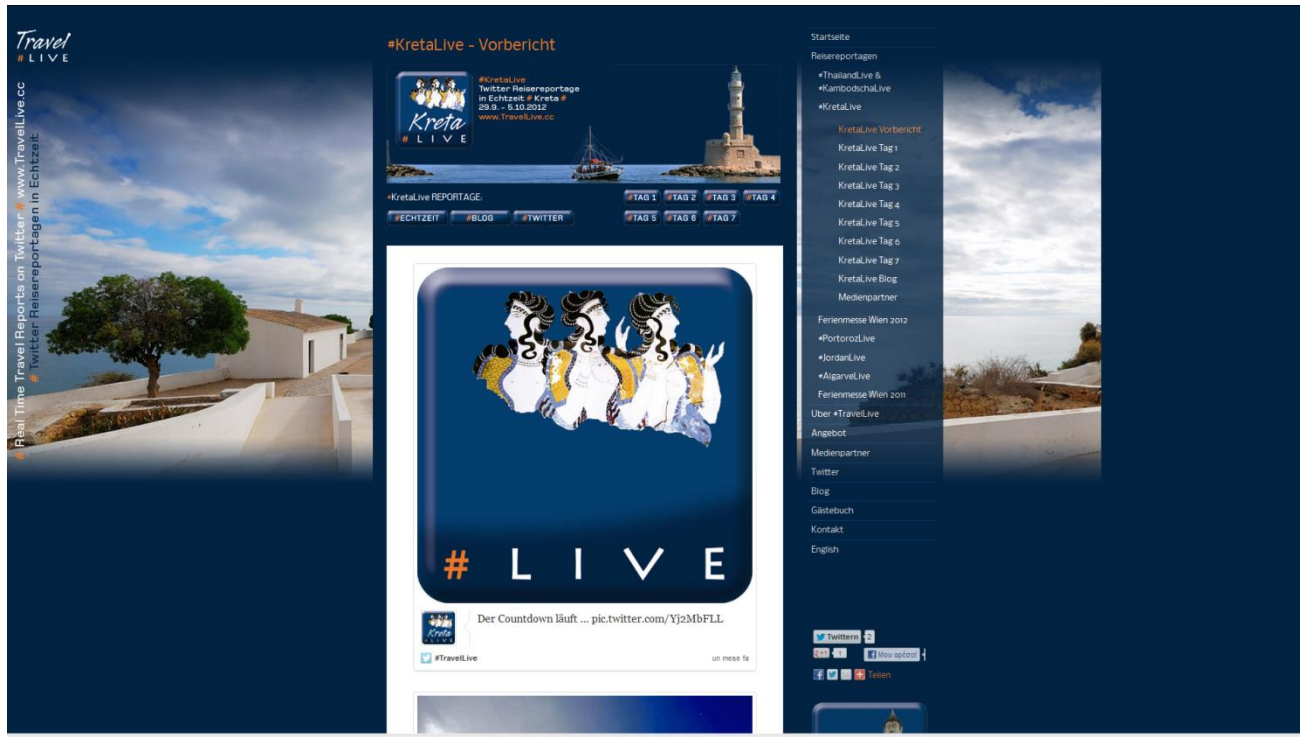 Travel
#LIVE
# Real Time Travel Reports on Twitter # www.TravelLive.cc
# Twitter Reisereportagen in Echtzeit
#KretaLive - Vorbericht
Kreta
#LIVE
#KretaLive
Twitter Reisereportage
in Echtzeit # Kreta #
29.9. - 5.10.2012
www.TravelLive.cc
#KretaLive REPORTAGE:
#TAG 1 #TAG 2 #TAG 3 #TAG 4
#ECHTZEIT #BLOG #TWITTER
#TAG 5 #TAG 6 #TAG 7
# L I V E
Kreta
Der Countdown läuft ... pic.twitter.com/Yj2MbFLL
#TravelLive
un mese fa
Startseite
Reisereportagen
#ThailandLive &
#KambodschaLive
#KretaLive
KretaLive Vorbericht
KretaLive Tag 1
KretaLive Tag 2
KretaLive Tag 3
KretaLive Tag 4
KretaLive Tag 5
KretaLive Tag 6
KretaLive Tag 7
KretaLive Blog
Medienpartner
Ferienmesse Wien 2012
#PortorozLive
#JordanLive
#AlgarveLive
Ferienmesse Wien 2011
Über #TravelLive
Angebot
Medienpartner
Twitter
Blog
Gästebuch
Kontakt
English
Twittern 2
+1 1
Μου αρέσει
Teilen